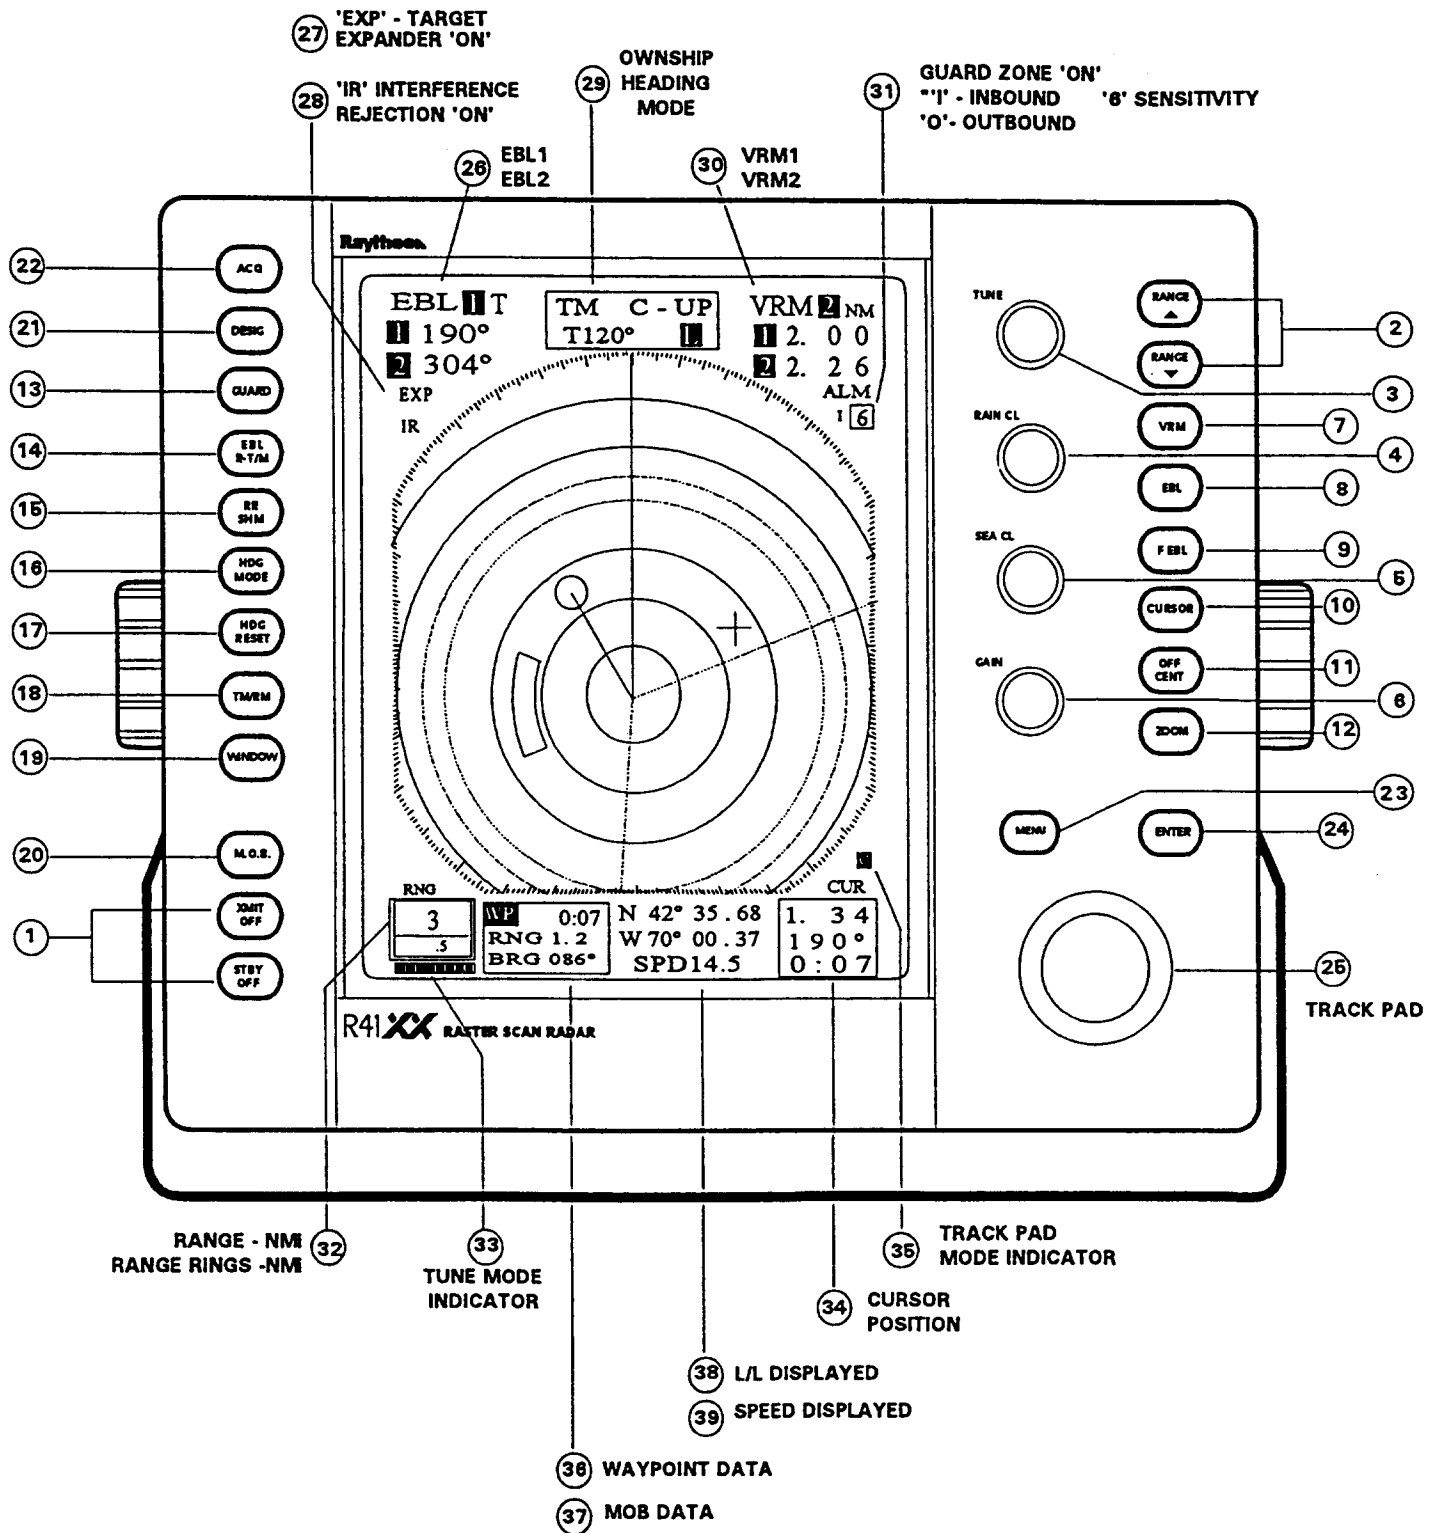 27 'EXP' - TARGET
EXPANDER 'ON'
28 'IR' INTERFERENCE
REJECTION 'ON'
29 OWNSHIP
HEADING
MODE
31 GUARD ZONE 'ON'
"'I' - INBOUND '6' SENSITIVITY
'O'- OUTBOUND
26 EBL1
EBL2
30 VRM1
VRM2
Raytheon
22 ACQ
21 DESIG
13 GUARD
14 EBL
R-T/M
15 RR
SHM
16 HDG
MODE
17 HDG
RESET
18 TM/RM
19 WINDOW
20 M.O.B.
1 XMIT
OFF
STBY
OFF
EBL 1 T
1 190°
2 304°
EXP
IR
TM C - UP
T120° L
VRM 2 NM
1 2. 0 0
2 2. 2 6
ALM
I 6
TUNE
RAIN CL
SEA CL
GAIN
RANGE
RANGE
2
3
VRM 7
4
EBL 8
F EBL 9
5
CURSOR 10
OFF
CENT 11
6
ZOOM 12
23
MENU
ENTER 24
25
TRACK PAD
RNG
3
.5
WP 0:07
RNG 1. 2
BRG 086°
N 42° 35 .68
W 70° 00 .37
SPD14.5
CUR
1. 3 4
1 9 0 °
0 : 0 7
R41XX RASTER SCAN RADAR
RANGE - NMI
RANGE RINGS -NMI 32
33
TUNE MODE
INDICATOR
35 TRACK PAD
MODE INDICATOR
34 CURSOR
POSITION
38 L/L DISPLAYED
39 SPEED DISPLAYED
36 WAYPOINT DATA
37 MOB DATA